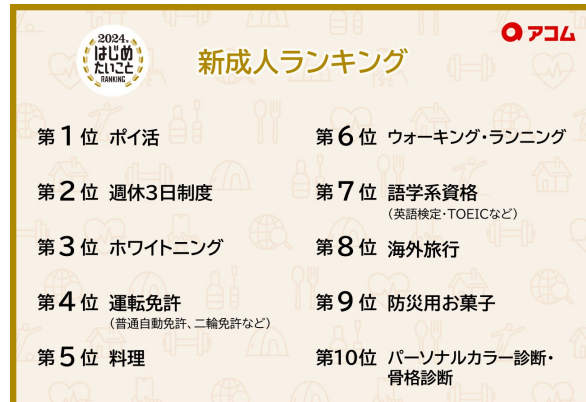 2024年
はじめ
たいこと
RANKING
新成人ランキング
アコム
第1位 ポイ活
第2位 週休3日制度
第3位 ホワイトニング
第4位 運転免許
(普通自動免許、二輪免許など)
第5位 料理
第6位 ウォーキング・ランニング
第7位 語学系資格
(英語検定・TOEICなど)
第8位 海外旅行
第9位 防災用お菓子
第10位 パーソナルカラー診断・
骨格診断